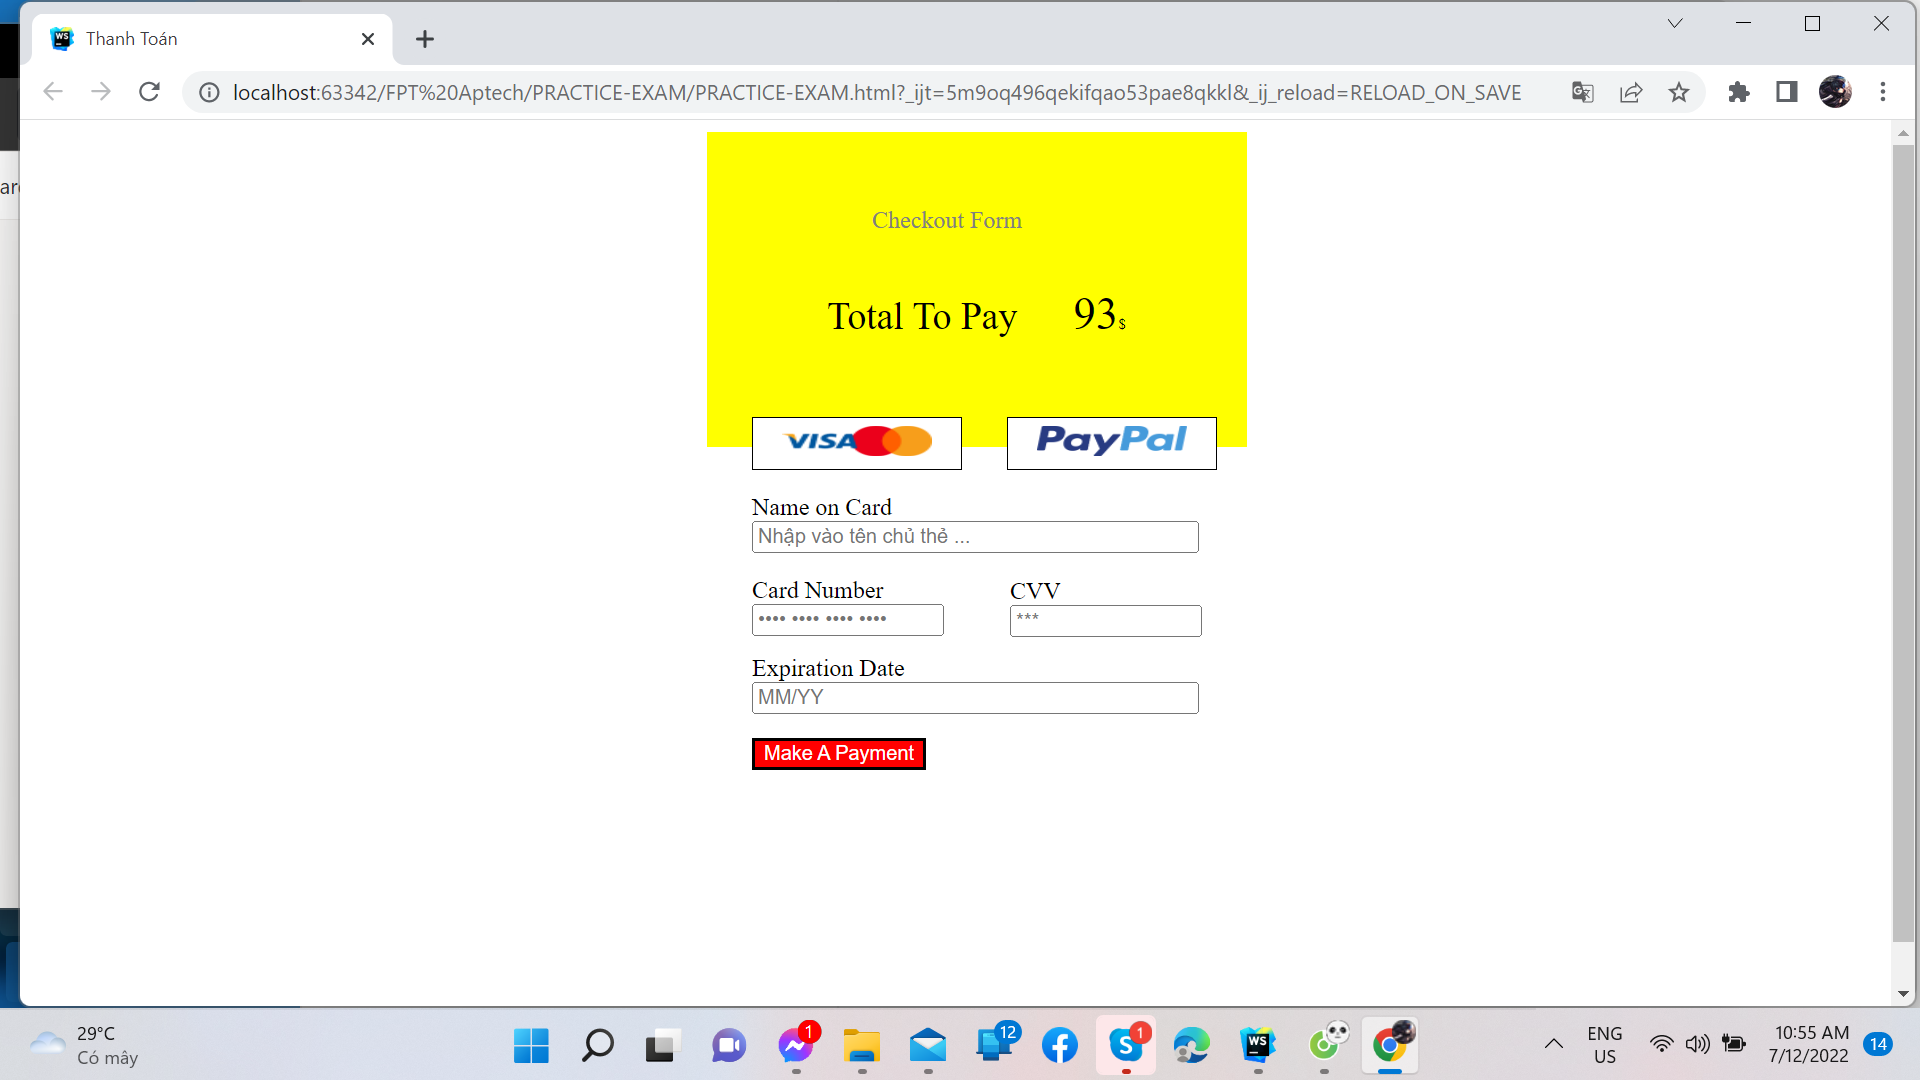 WS
Thanh Toán
localhost:63342/FPT%20Aptech/PRACTICE-EXAM/PRACTICE-EXAM.html?_ijt=5m9oq496qekifqao53pae8qkkl&_ij_reload=RELOAD_ON_SAVE
Checkout Form
Total To Pay 93$
VISA PayPal
Name on Card
Nhập vào tên chủ thẻ ...
Card Number CVV
•••• •••• •••• •••• ***
Expiration Date
MM/YY
Make A Payment
29°C
Có mây
1
12
1
WS
ENG
US
10:55 AM
7/12/2022
14